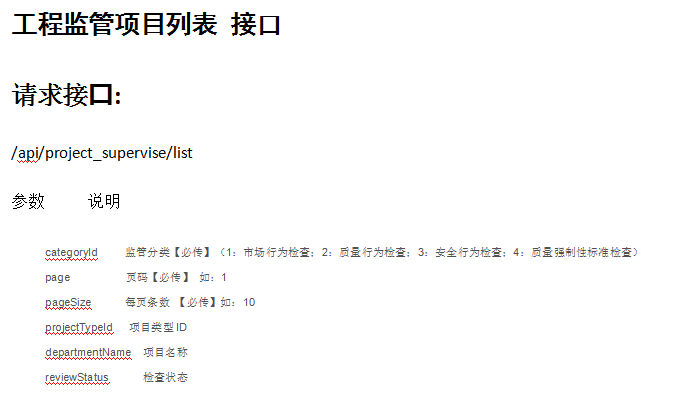 工程监管项目列表 接口
请求接口:
/api/project_supervise/list
参数 说明
categoryId 监管分类【必传】（1：市场行为检查；2：质量行为检查；3：安全行为检查；4：质量强制性标准检查）
page 页码【必传】 如：1
pageSize 每页条数 【必传】如：10
projectTypeId 项目类型ID
departmentName 项目名称
reviewStatus 检查状态